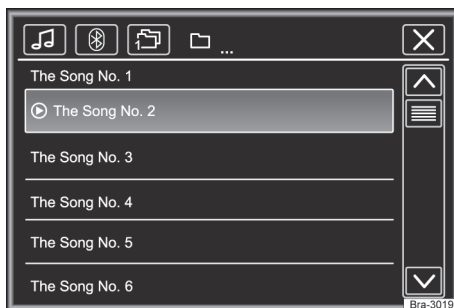 ...
The Song No. 1
The Song No. 2
The Song No. 3
The Song No. 4
The Song No. 5
The Song No. 6
Bra-3019